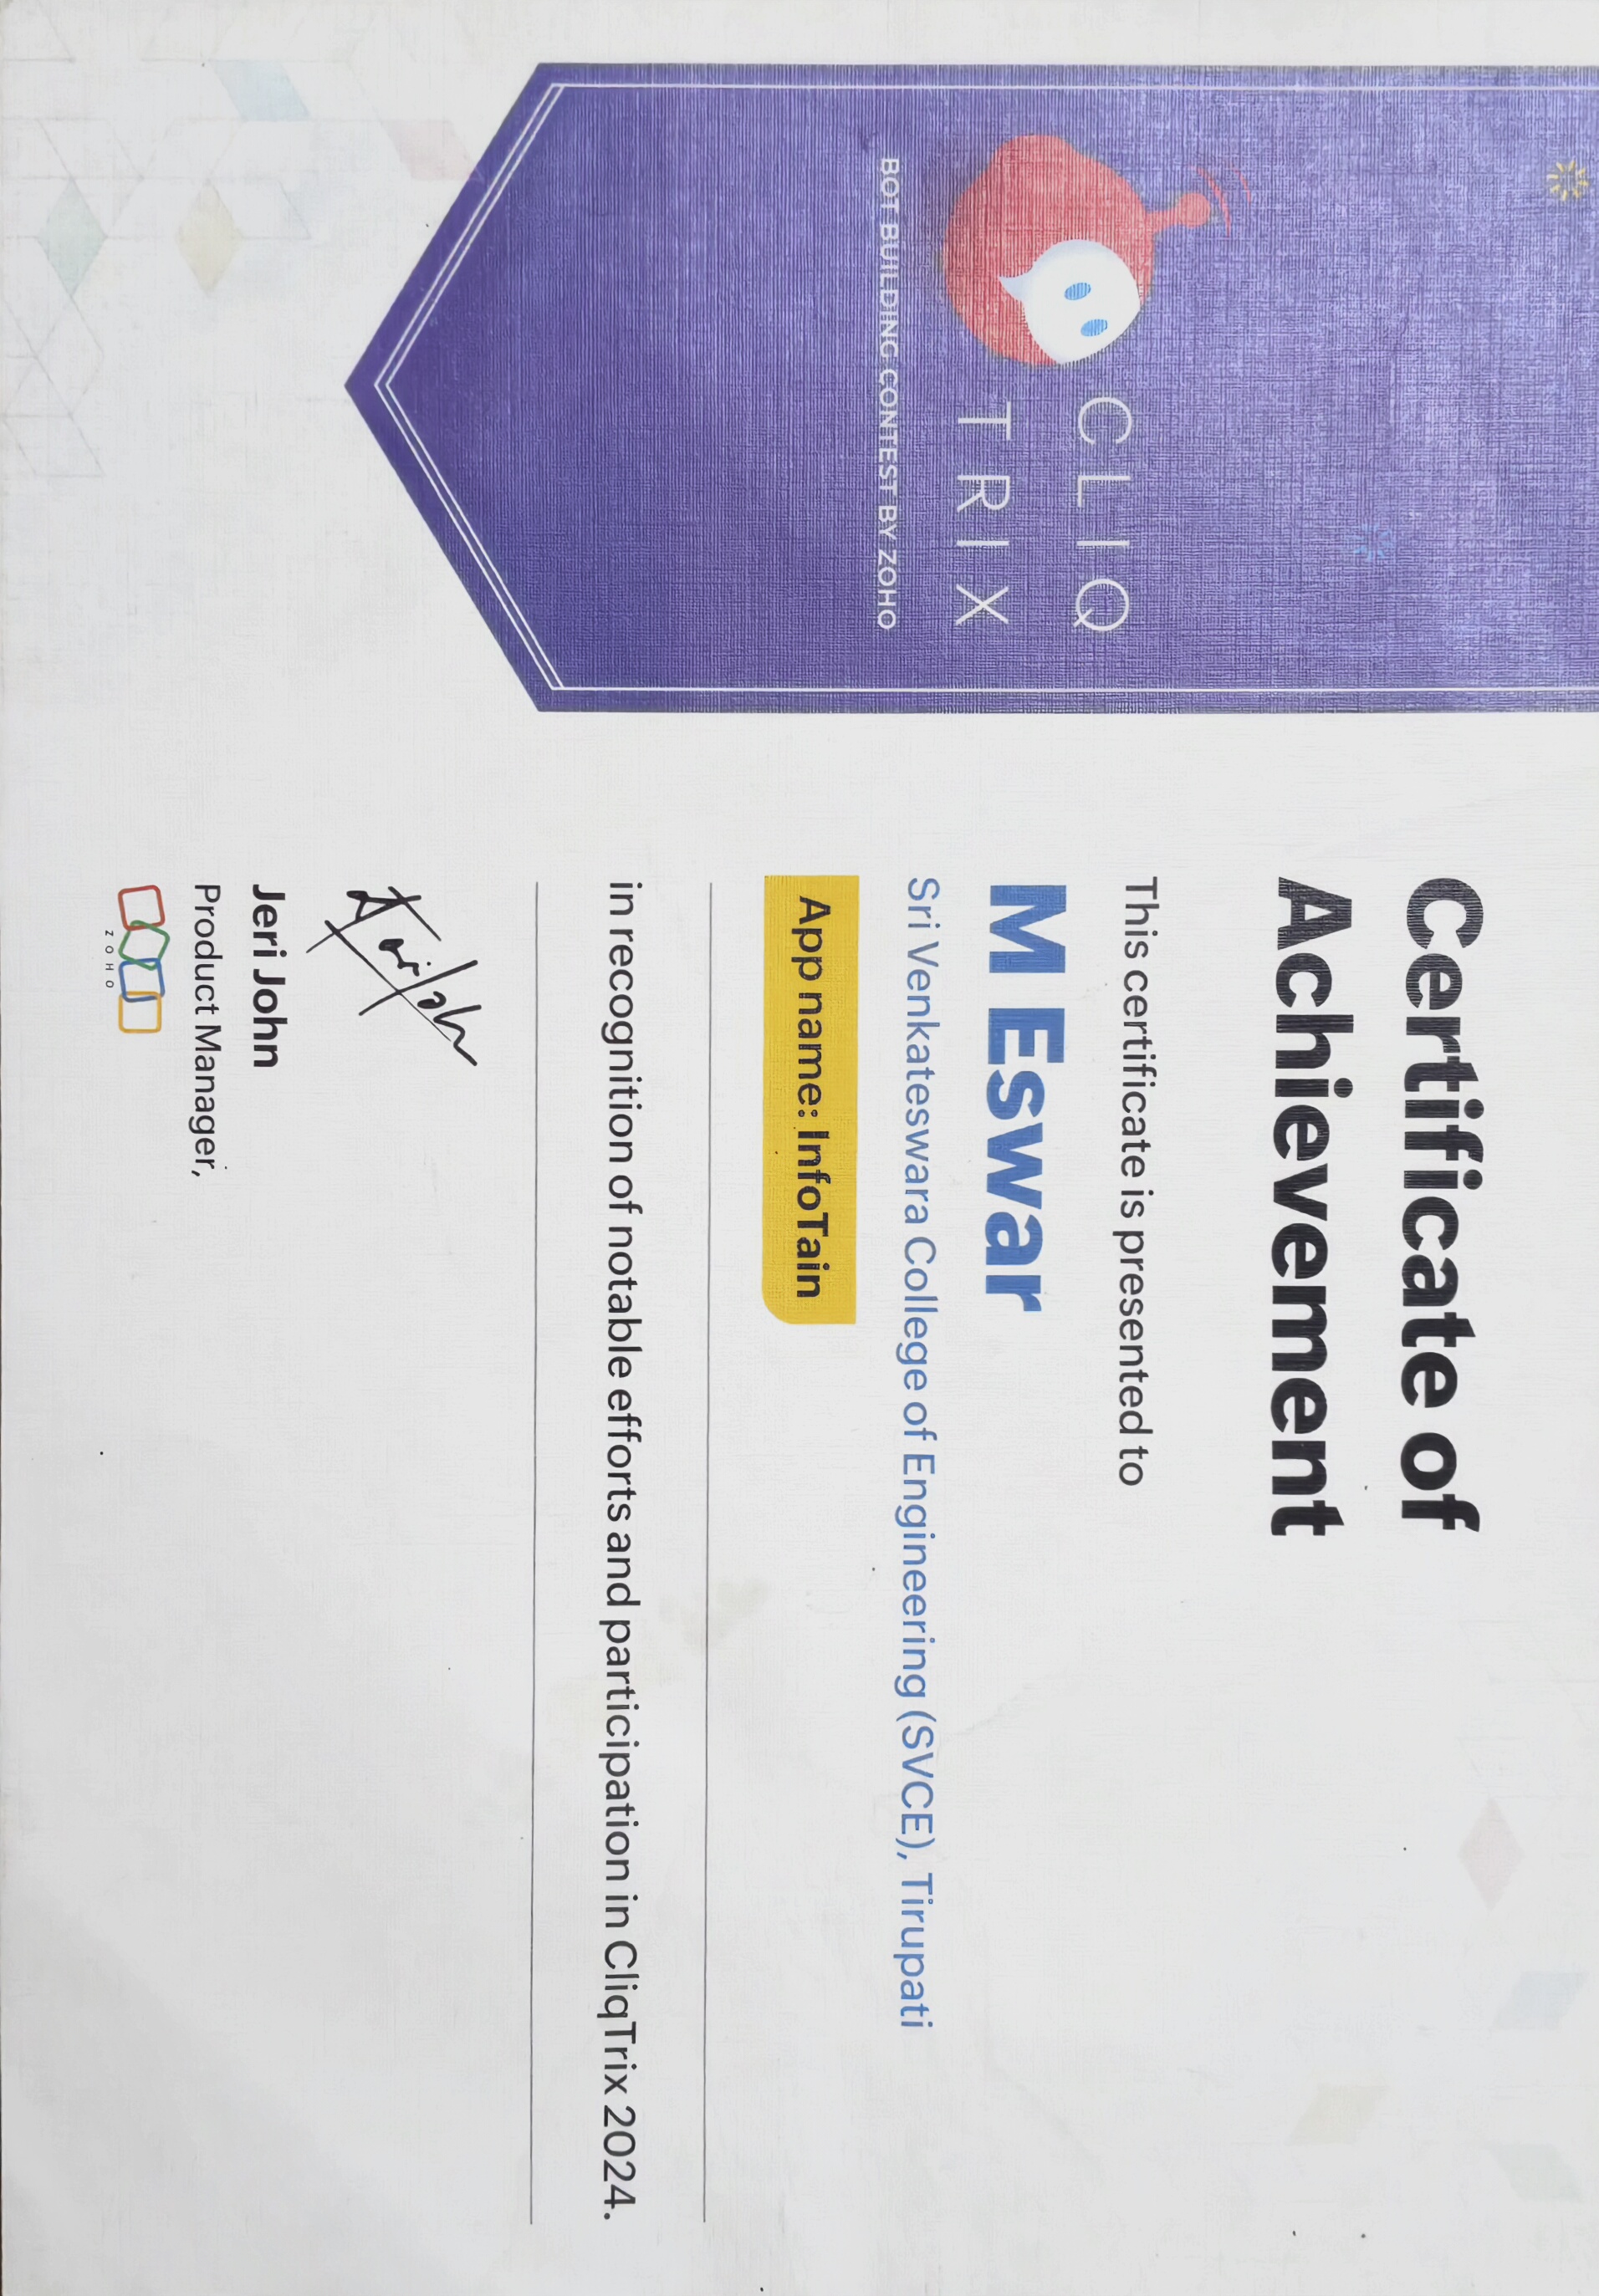 CLIQ
TRIX
BOT BUILDING CONTEST BY ZOHO
Certificate of
Achievement
This certificate is presented to
M Eswar
Sri Venkateswara College of Engineering (SVCE), Tirupati
App name: InfoTain
in recognition of notable efforts and participation in CliqTrix 2024.
Jeri John
Jeri John
Product Manager,
ZOHO